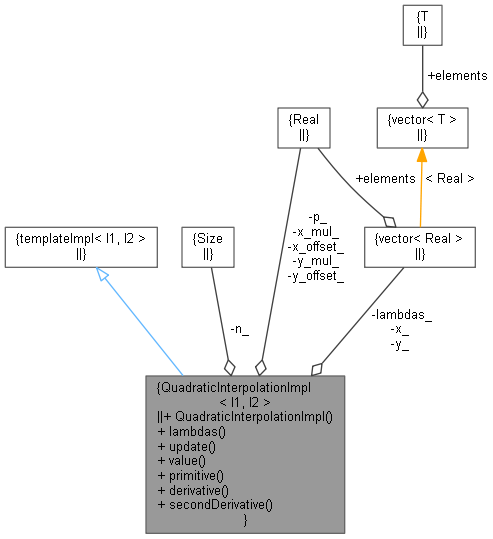 {T
||}
+elements
{Real
||}
{vector< T >
||}
+elements
< Real >
-p_
-x_mul_
-x_offset_
-y_mul_
-y_offset_
{templateImpl< I1, I2 >
||}
{Size
||}
{vector< Real >
||}
-n_
-lambdas_
-x_
-y_
{QuadraticInterpolationImpl
< I1, I2 >
||+ QuadraticInterpolationImpl()
+ lambdas()
+ update()
+ value()
+ primitive()
+ derivative()
+ secondDerivative()
}